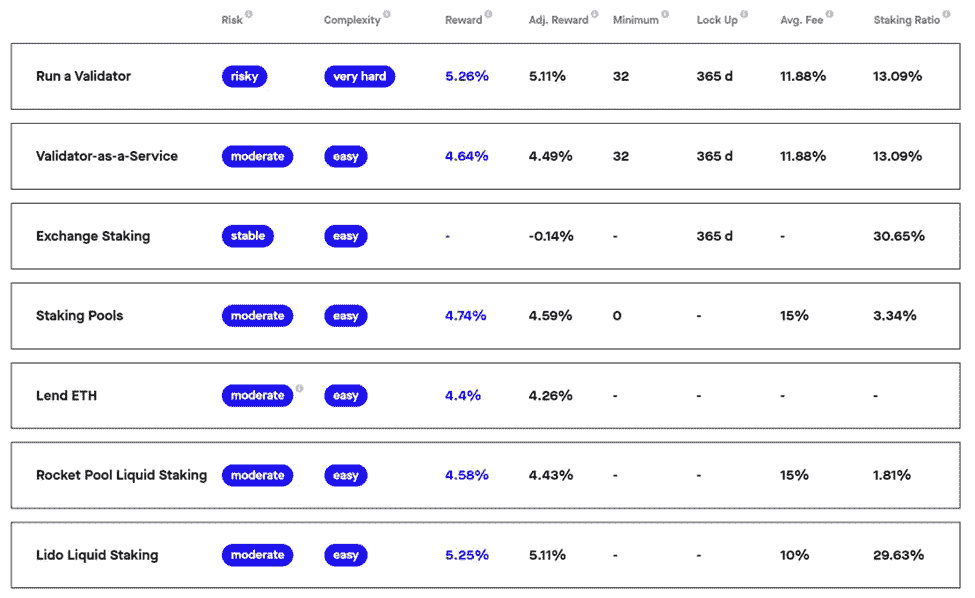 Risk Complexity Reward Adj. Reward Minimum Lock Up Avg. Fee Staking Ratio
Run a Validator risky very hard 5.26% 5.11% 32 365 d 11.88% 13.09%
Validator-as-a-Service moderate easy 4.64% 4.49% 32 365 d 11.88% 13.09%
Exchange Staking stable easy - -0.14% - 365 d - 30.65%
Staking Pools moderate easy 4.74% 4.59% 0 - 15% 3.34%
Lend ETH moderate easy 4.4% 4.26% - - - -
Rocket Pool Liquid Staking moderate easy 4.58% 4.43% - - 15% 1.81%
Lido Liquid Staking moderate easy 5.25% 5.11% - - 10% 29.63%